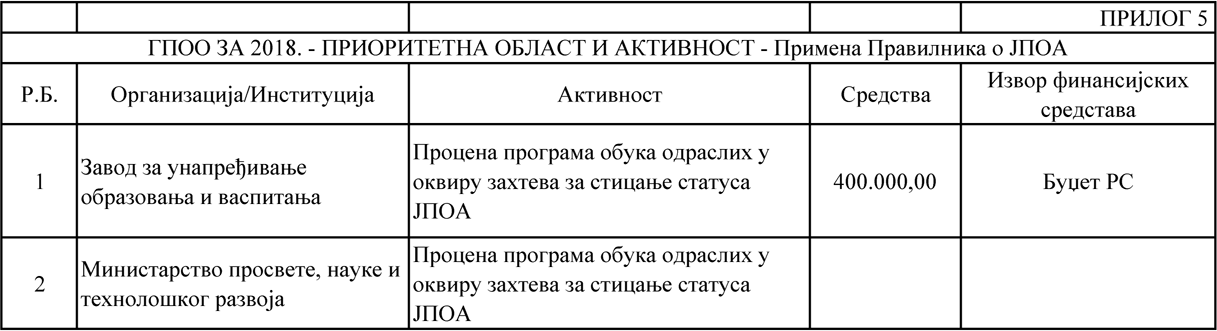 ПРИЛОГ 5
ГПОО ЗА 2018. - ПРИОРИТЕТНА ОБЛАСТ И АКТИВНОСТ - Примена Правилника о ЈПОА
Р.Б.
Организација/Институција
Активност
Средства
Извор финансијских
средстава
1
Завод за унапређивање
образовања и васпитања
Процена програма обука одраслих у
оквиру захтева за стицање статуса
ЈПОА
400.000,00
Буџет РС
2
Министарство просвете, науке и
технолошког развоја
Процена програма обука одраслих у
оквиру захтева за стицање статуса
ЈПОА